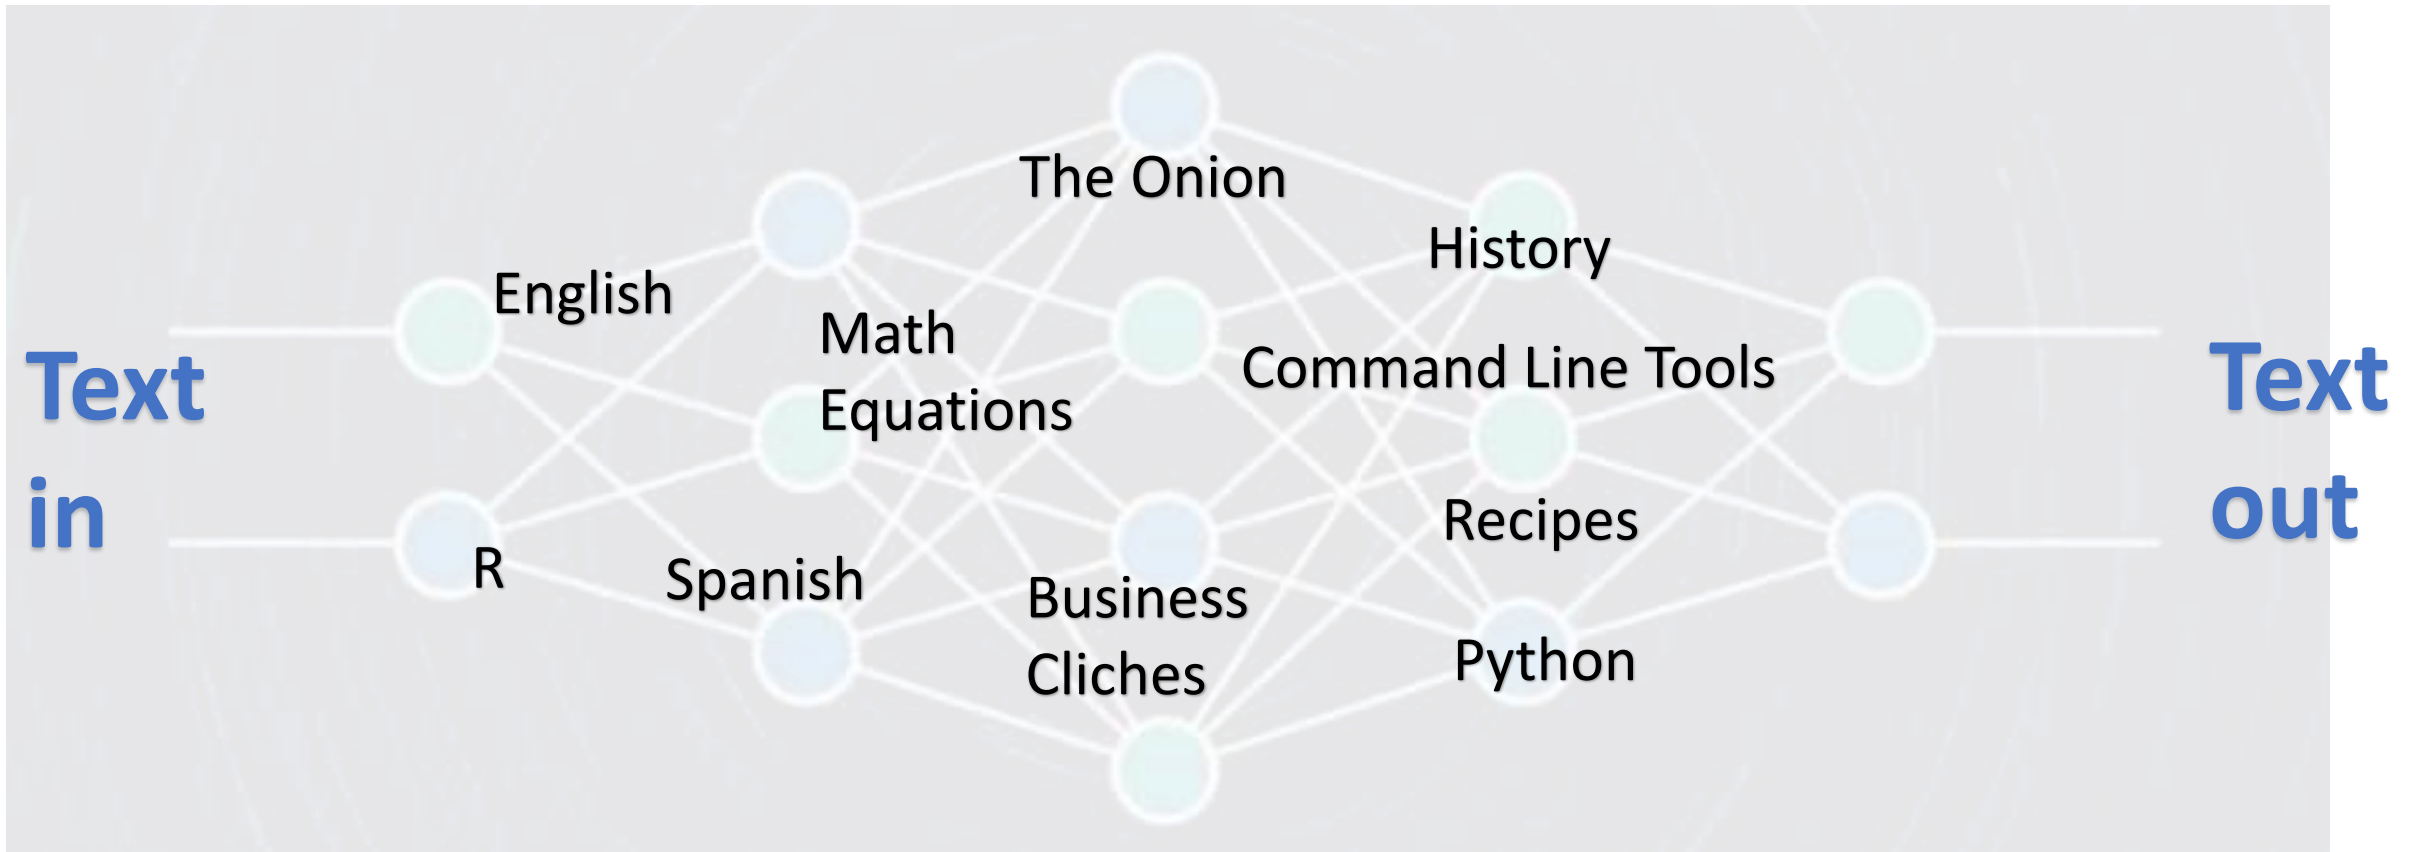 Text
in
English
R
Math
Equations
Spanish
The Onion
Business
Cliches
History
Command Line Tools
Recipes
Python
Text
out